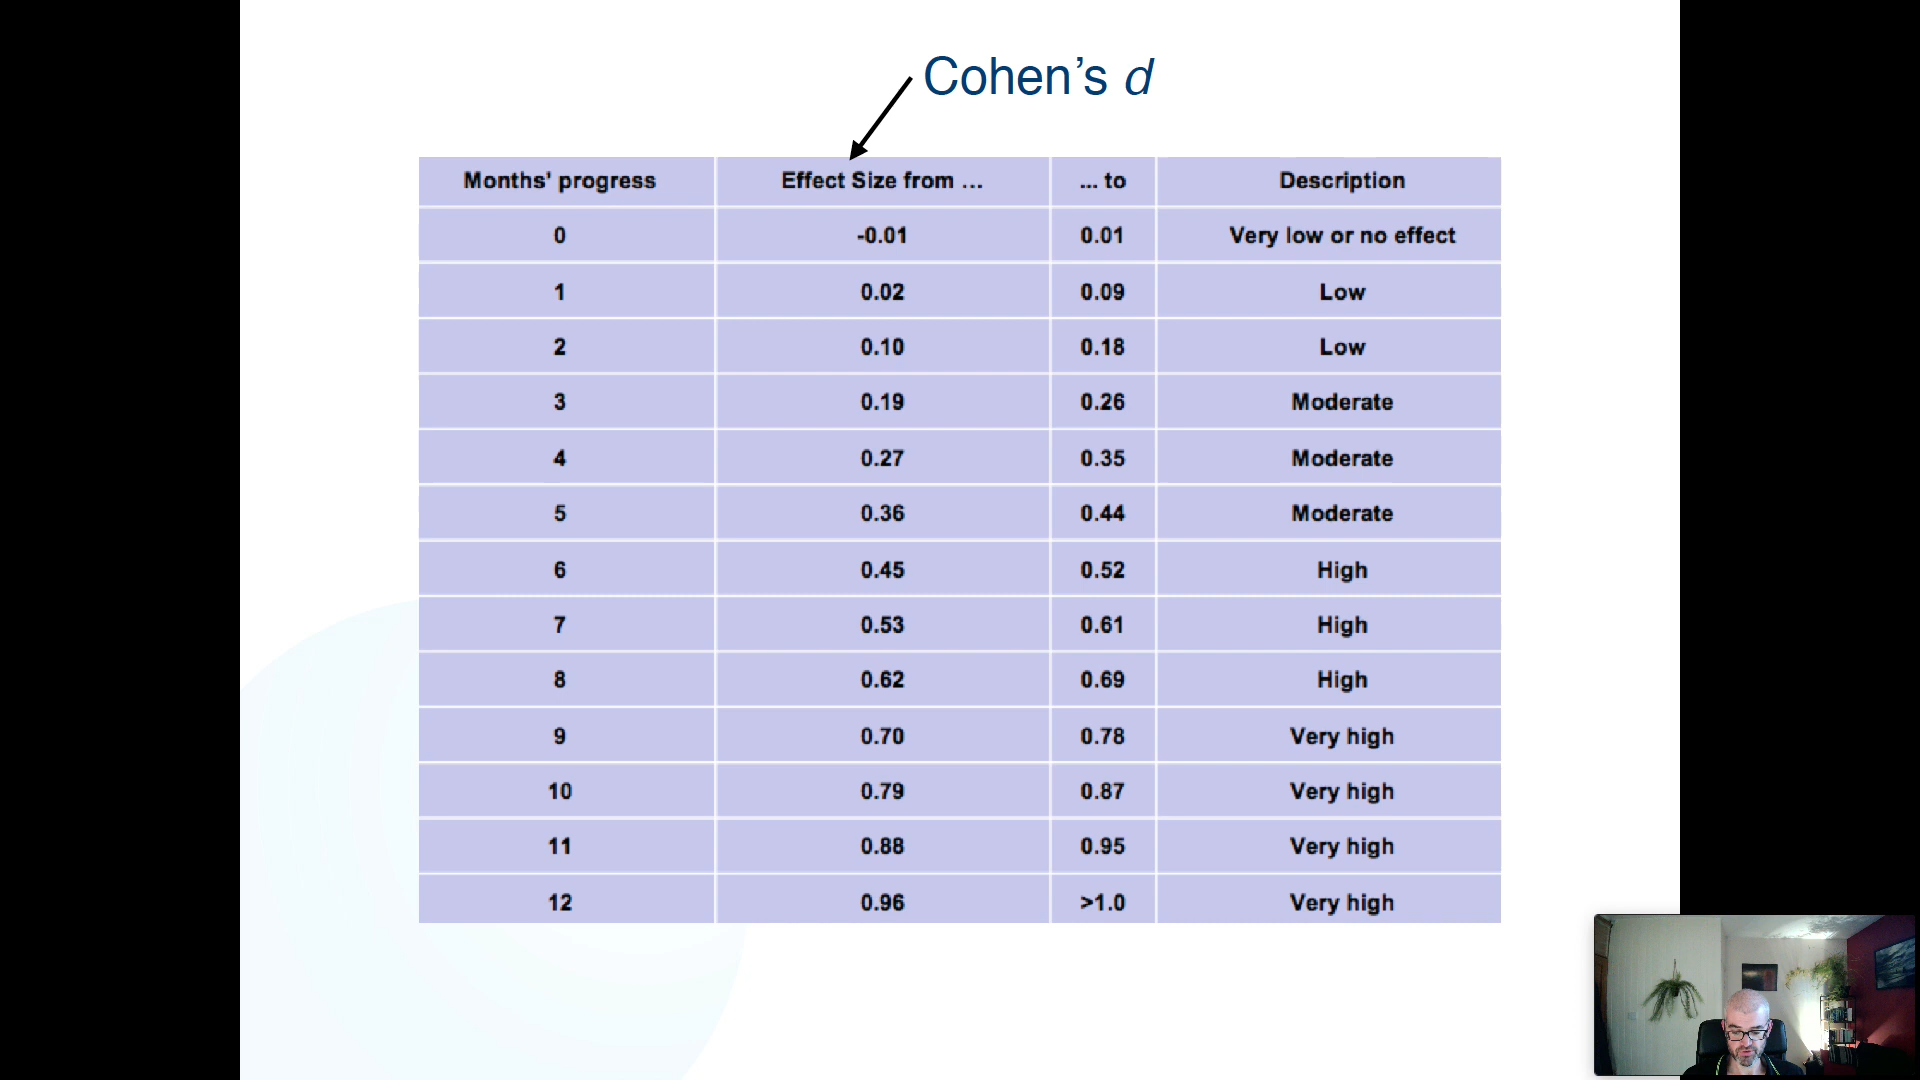 Cohen's d
Months' progress Effect Size from ... ... to Description
0 -0.01 0.01 Very low or no effect
1 0.02 0.09 Low
2 0.10 0.18 Low
3 0.19 0.26 Moderate
4 0.27 0.35 Moderate
5 0.36 0.44 Moderate
6 0.45 0.52 High
7 0.53 0.61 High
8 0.62 0.69 High
9 0.70 0.78 Very high
10 0.79 0.87 Very high
11 0.88 0.95 Very high
12 0.96 >1.0 Very high